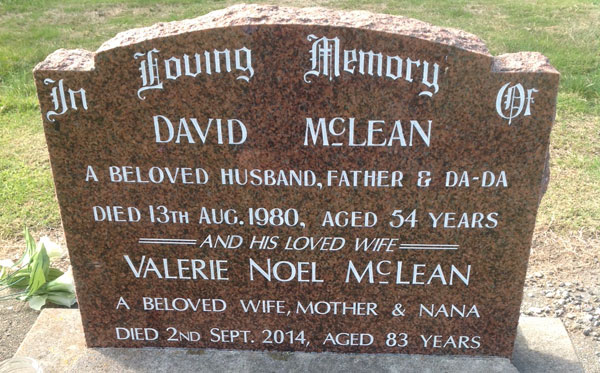 In Loving Memory Of
DAVID McLEAN
A BELOVED HUSBAND, FATHER & DA-DA
DIED 13TH AUG. 1980, AGED 54 YEARS
AND HIS LOVED WIFE
VALERIE NOEL McLEAN
A BELOVED WIFE, MOTHER & NANA
DIED 2ND SEPT. 2014, AGED 83 YEARS